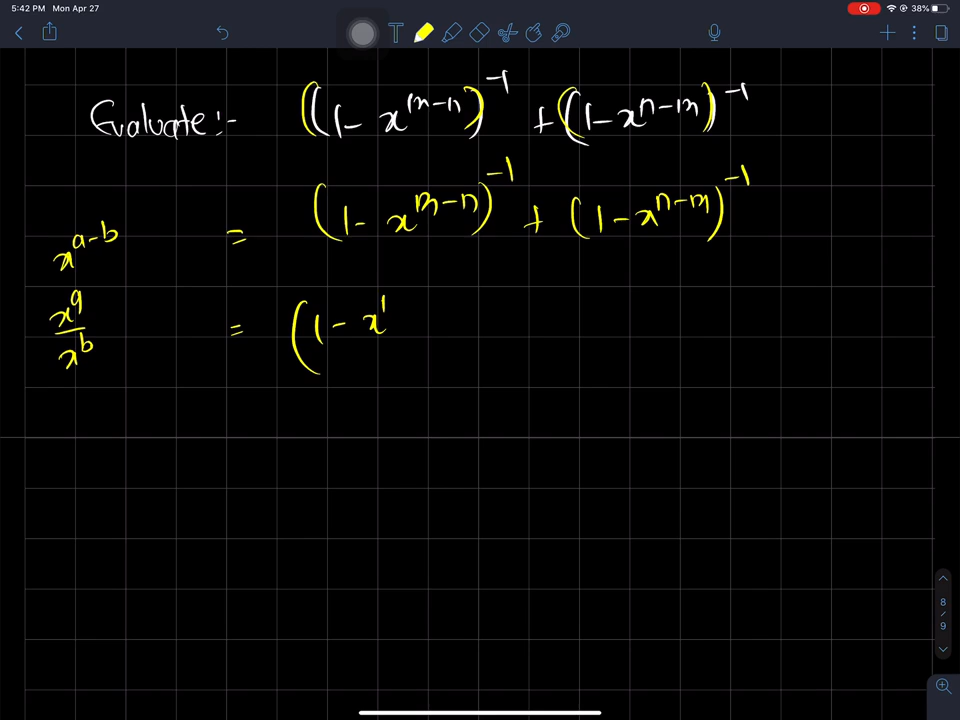 5:42 PM Mon Apr 27 38%
T
Evaluate:- ((1-x^{m-n})^{-1} + ((1-x^{n-m})^{-1}
= (1-x^{m-n})^{-1} + (1-x^{n-m})^{-1}
x^{a-b}
x^a/x^b = (1-x^1
8/9